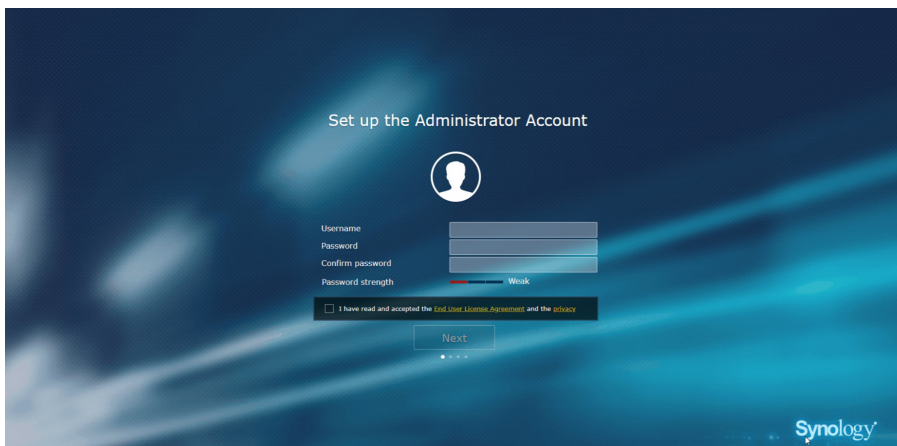 Set up the Administrator Account
Username
Password
Confirm password
Password strength Weak
I have read and accepted the End User License Agreement and the privacy
Next
Synology